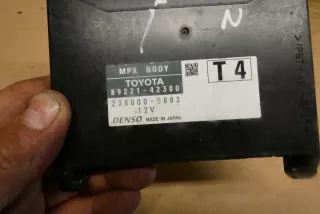 N
MPX BODY
T4
TOYOTA
89221-42300
238000-5882
12V
DENSO MADE IN JAPAN